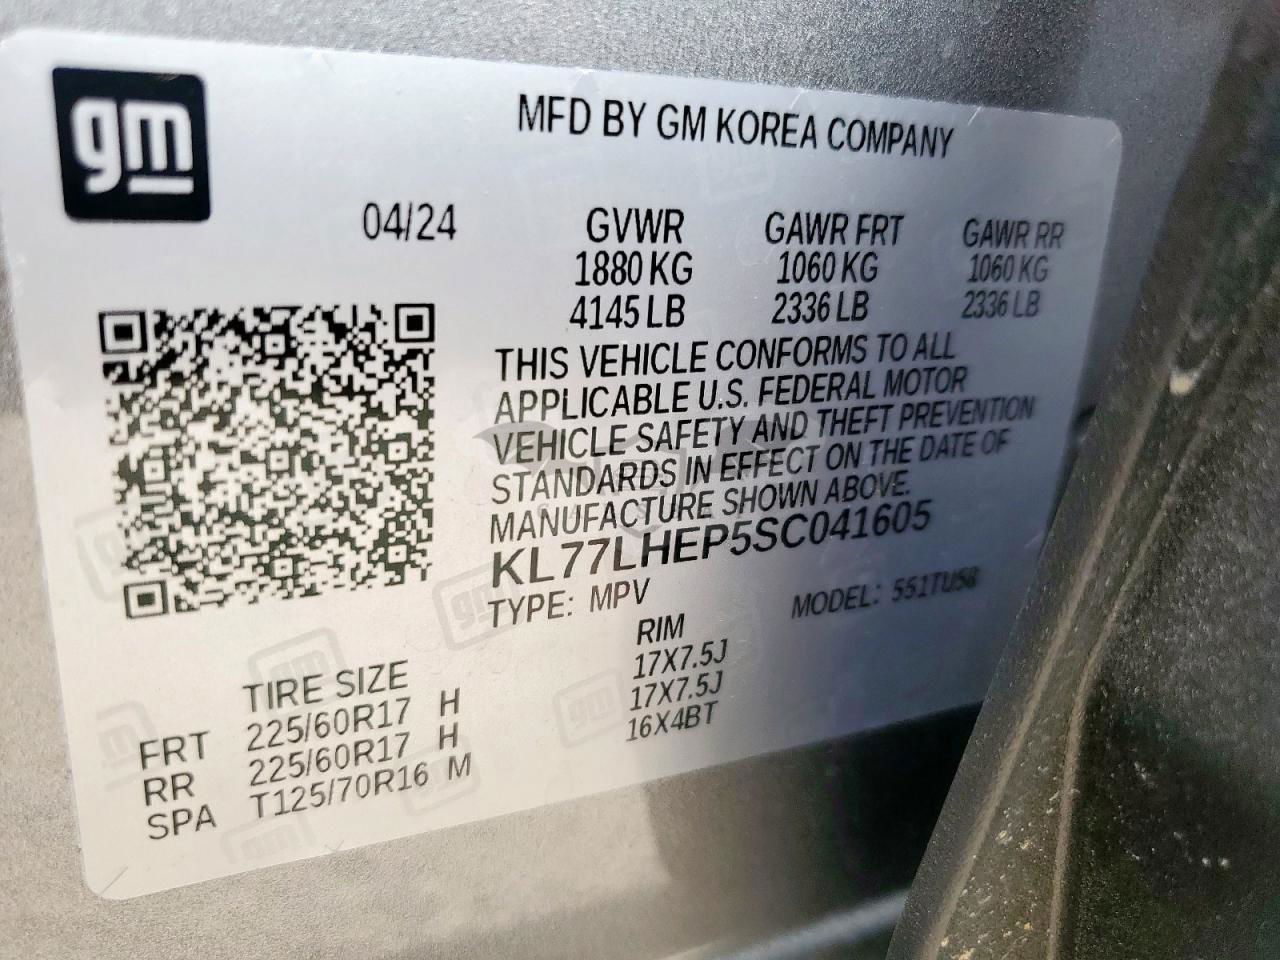 gm
MFD BY GM KOREA COMPANY
04/24 GVWR GAWR FRT GAWR RR
1880 KG 1060 KG 1060 KG
4145 LB 2336 LB 2336 LB
THIS VEHICLE CONFORMS TO ALL
APPLICABLE U.S. FEDERAL MOTOR
VEHICLE SAFETY AND THEFT PREVENTION
STANDARDS IN EFFECT ON THE DATE OF
MANUFACTURE SHOWN ABOVE.
KL77LHEP5SC041605
TYPE: MPV MODEL: 551TU58
TIRE SIZE RIM
FRT 225/60R17 H 17X7.5J
RR 225/60R17 H 17X7.5J
SPA T125/70R16 M 16X4BT